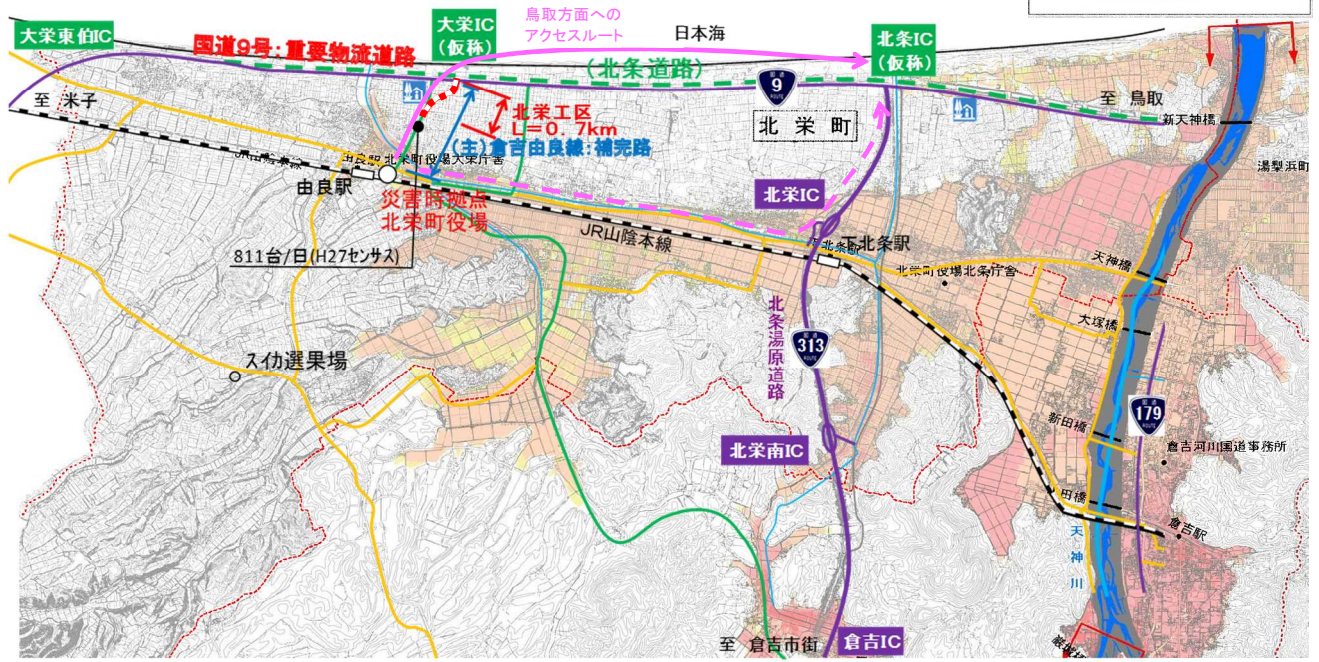 大栄東伯IC
国道9号:重要物流道路
大栄IC
(仮称)
鳥取方面への
アクセスルート
日本海
(北条道路)
北条IC
(仮称)
国道
9
ROUTE
至 米子
至 鳥取
新天神橋
北栄工区
L=0.7km
(主)倉吉由良線:補完路
北栄町
湯梨浜町
由良駅
北栄町役場大栄庁舎
由良駅
災害時拠点
北栄町役場
811台/日(H27センサス)
JR山陰本線
北栄IC
下北条駅
北栄町役場北条庁舎
天神橋
大塚橋
北条湯原道路
313
ROUTE
スイカ選果場
国道
179
ROUTE
新田橋
倉吉河川国道事務所
北栄南IC
田橋
倉吉駅
天神川
至 倉吉市街
倉吉IC